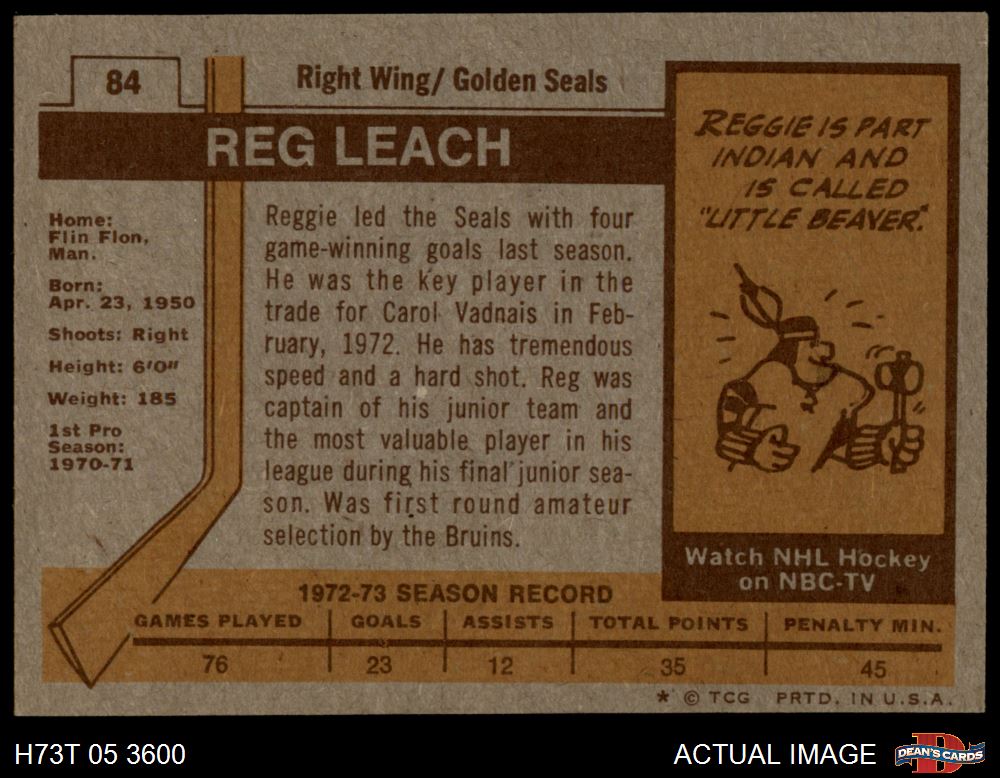 84
Right Wing/ Golden Seals
REG LEACH
Home:
Flin Flon,
Man.
Born:
Apr. 23, 1950
Shoots: Right
Height: 6'0"
Weight: 185
1st Pro
Season:
1970-71
Reggie led the Seals with four
game-winning goals last season.
He was the key player in the
trade for Carol Vadnais in Feb-
ruary, 1972. He has tremendous
speed and a hard shot. Reg was
captain of his junior team and
the most valuable player in his
league during his final junior sea-
son. Was first round amateur
selection by the Bruins.
REGGIE IS PART
INDIAN AND
IS CALLED
"LITTLE BEAVER."
Watch NHL Hockey
on NBC-TV
1972-73 SEASON RECORD
GAMES PLAYED GOALS ASSISTS TOTAL POINTS PENALTY MIN.
76 23 12 35 45
* © TCG PRTD. IN U.S.A.
H73T 05 3600
ACTUAL IMAGE
D
DEAN'S CARDS